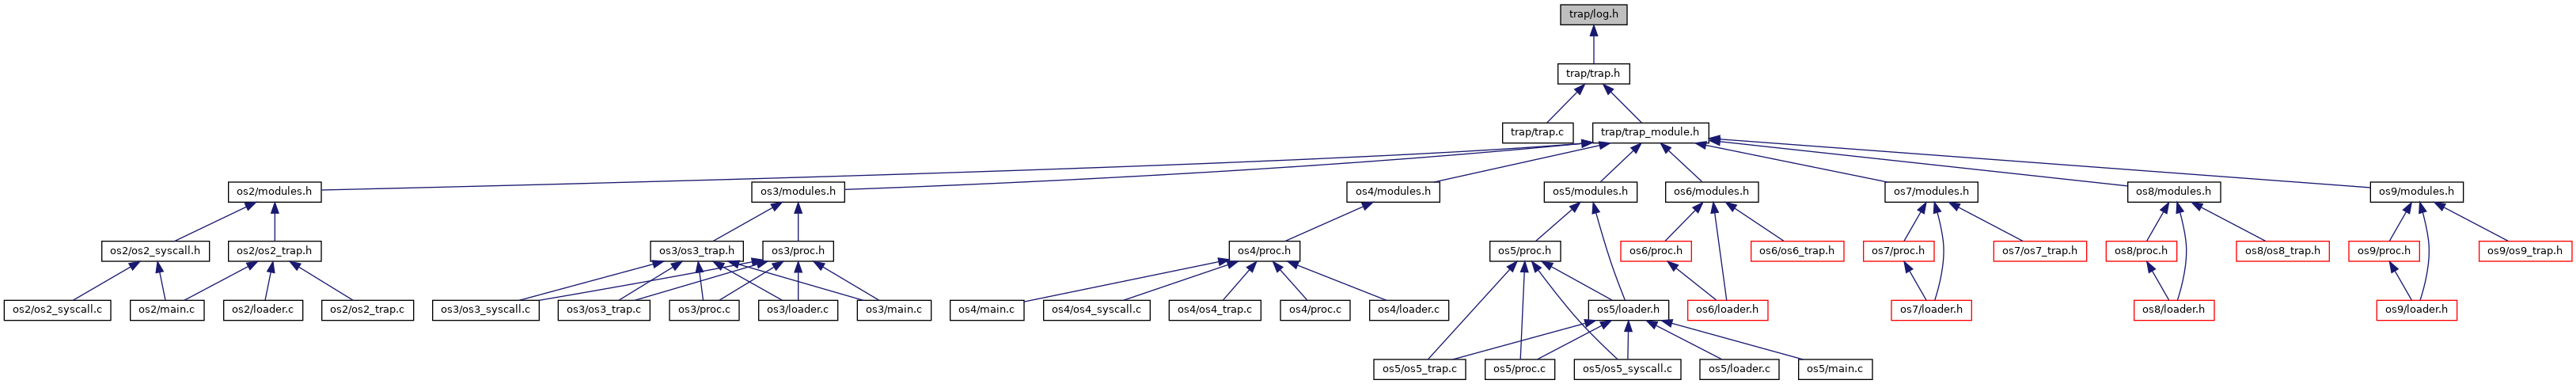 trap/log.h
trap/trap.h
trap/trap.c
trap/trap_module.h
os2/modules.h
os3/modules.h
os4/modules.h
os5/modules.h
os6/modules.h
os7/modules.h
os8/modules.h
os9/modules.h
os2/os2_syscall.h
os2/os2_trap.h
os3/os3_trap.h
os3/proc.h
os4/proc.h
os5/proc.h
os6/proc.h
os6/os6_trap.h
os7/proc.h
os7/os7_trap.h
os8/proc.h
os8/os8_trap.h
os9/proc.h
os9/os9_trap.h
os2/os2_syscall.c
os2/main.c
os2/loader.c
os2/os2_trap.c
os3/os3_syscall.c
os3/os3_trap.c
os3/proc.c
os3/loader.c
os3/main.c
os4/main.c
os4/os4_syscall.c
os4/os4_trap.c
os4/proc.c
os4/loader.c
os5/loader.h
os6/loader.h
os7/loader.h
os8/loader.h
os9/loader.h
os5/os5_trap.c
os5/proc.c
os5/os5_syscall.c
os5/loader.c
os5/main.c